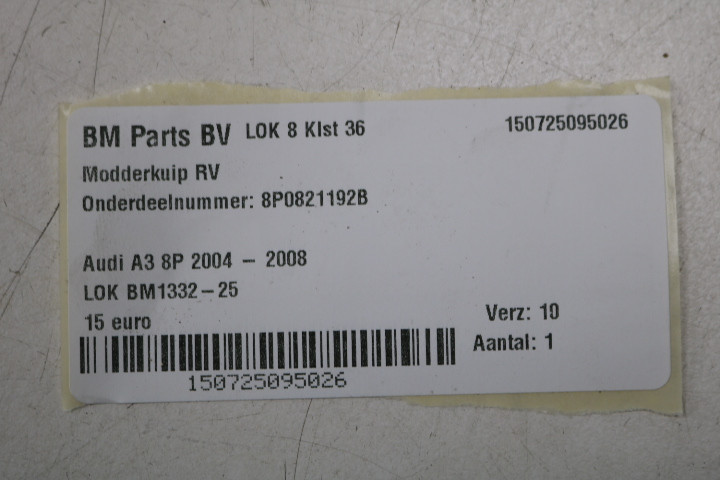 BM Parts BV LOK 8 Klst 36 150725095026
Modderkuip RV
Onderdeelnummer: 8P0821192B
Audi A3 8P 2004 – 2008
LOK BM1332–25
15 euro Verz: 10
Aantal: 1
150725095026